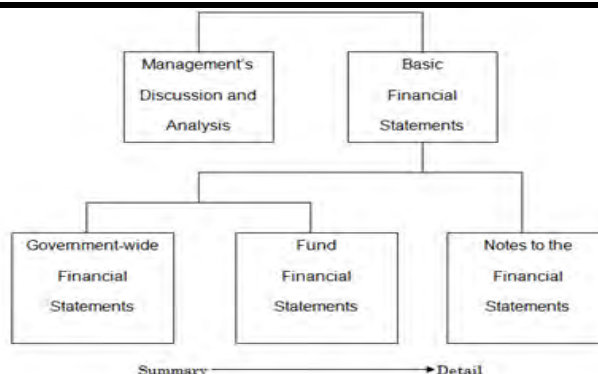 Management's
Discussion and
Analysis
Basic
Financial
Statements
Government-wide
Financial
Statements
Fund
Financial
Statements
Notes to the
Financial
Statements
Summary
Detail